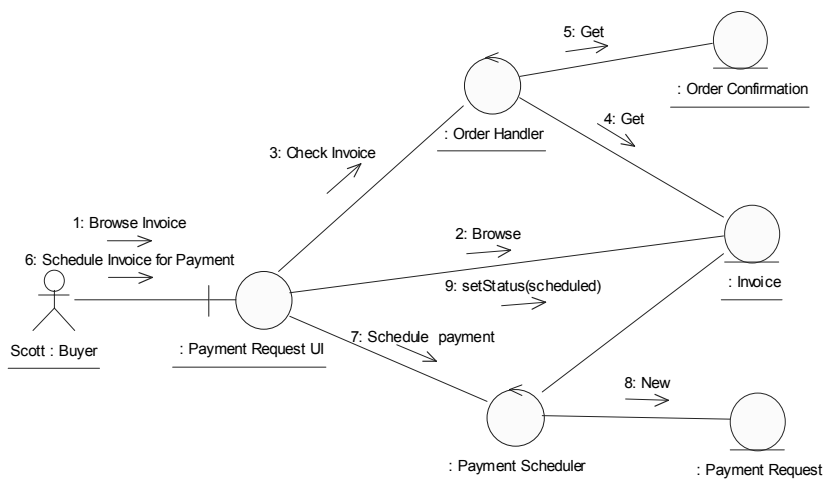 5: Get
: Order Confirmation
4: Get
: Order Handler
3: Check Invoice
1: Browse Invoice
2: Browse
6: Schedule Invoice for Payment
9: setStatus(scheduled)
: Invoice
7: Schedule payment
Scott : Buyer
: Payment Request UI
8: New
: Payment Scheduler
: Payment Request